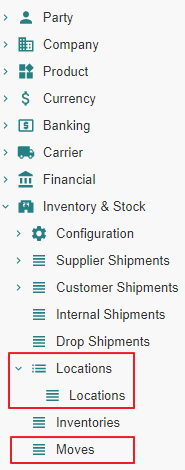 Party
Company
Product
Currency
Banking
Carrier
Financial
Inventory & Stock
Configuration
Supplier Shipments
Customer Shipments
Internal Shipments
Drop Shipments
Locations
Locations
Inventories
Moves